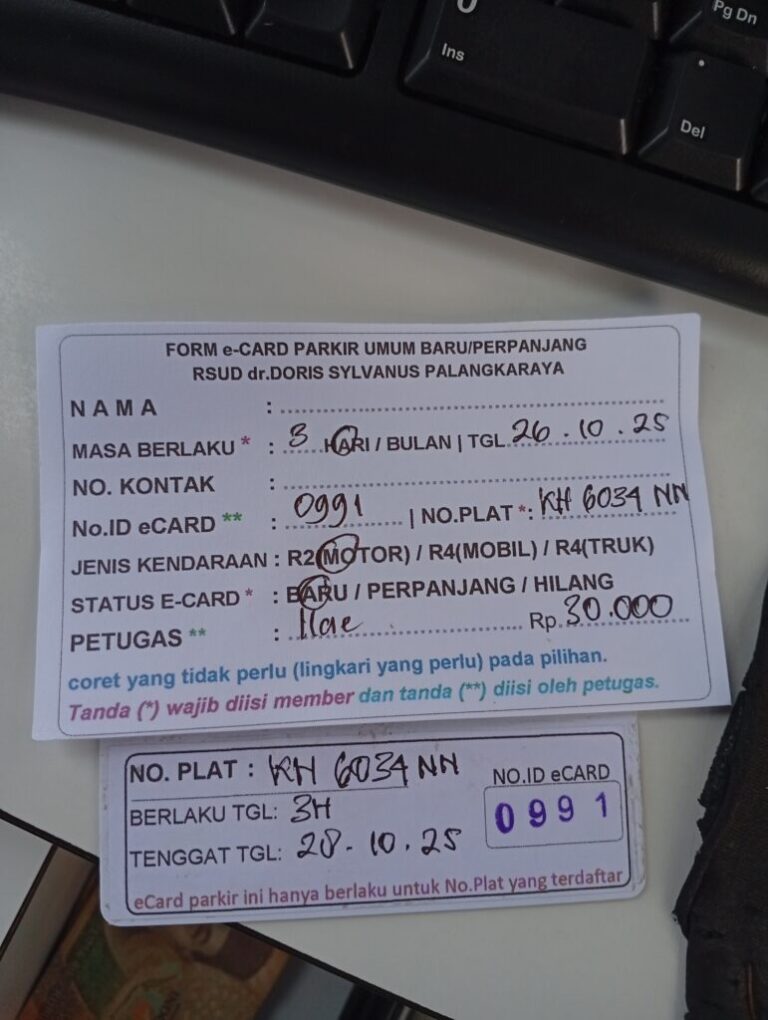 Ins
Pg Dn
Del
FORM e-CARD PARKIR UMUM BARU/PERPANJANG
RSUD dr.DORIS SYLVANUS PALANGKARAYA
NAMA :
MASA BERLAKU * : 3 HARI / BULAN | TGL 26.10.25
NO. KONTAK :
No.ID eCARD ** : 0991 | NO.PLAT *: KH 6034 NN
JENIS KENDARAAN : R2(MOTOR) / R4(MOBIL) / R4(TRUK)
STATUS E-CARD * : BARU / PERPANJANG / HILANG
PETUGAS ** : Rp. 30.000
coret yang tidak perlu (lingkari yang perlu) pada pilihan.
Tanda (*) wajib diisi member dan tanda (**) diisi oleh petugas.
NO. PLAT : KH 6034 NN
NO.ID eCARD
0991
BERLAKU TGL: 3H
TENGGAT TGL: 28.10.25
eCard parkir ini hanya berlaku untuk No.Plat yang terdaftar